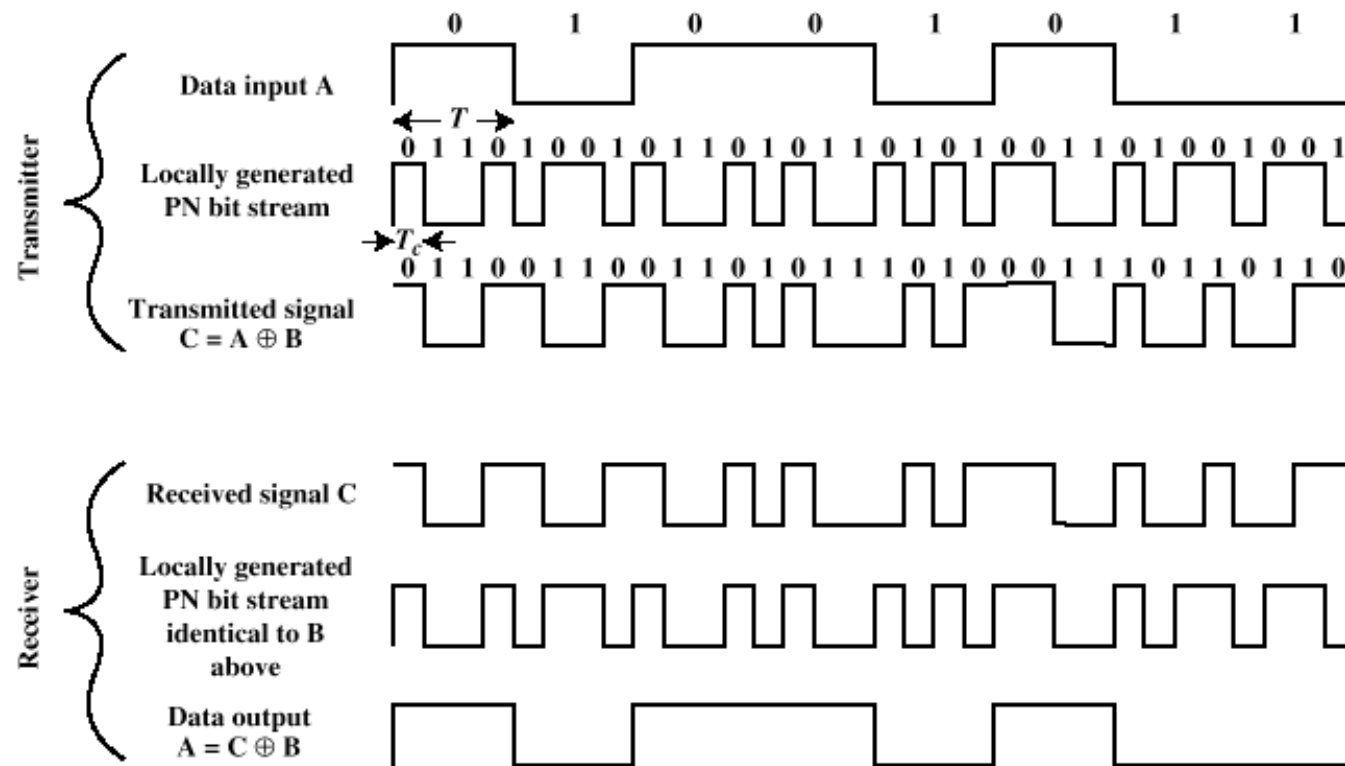 0 1 0 0 1 0 1 1
Transmitter
Data input A
T
0 1 1 0 1 0 0 1 0 1 1 0 1 0 1 1 0 1 0 1 0 0 1 1 0 1 0 0 1 0 0 1
Locally generated
PN bit stream
Tc
0 1 1 0 0 1 1 0 0 1 1 0 1 0 1 1 1 0 1 0 0 0 1 1 1 0 1 1 0 1 1 0
Transmitted signal
C = A ⊕ B
Receiver
Received signal C
Locally generated
PN bit stream
identical to B
above
Data output
A = C ⊕ B